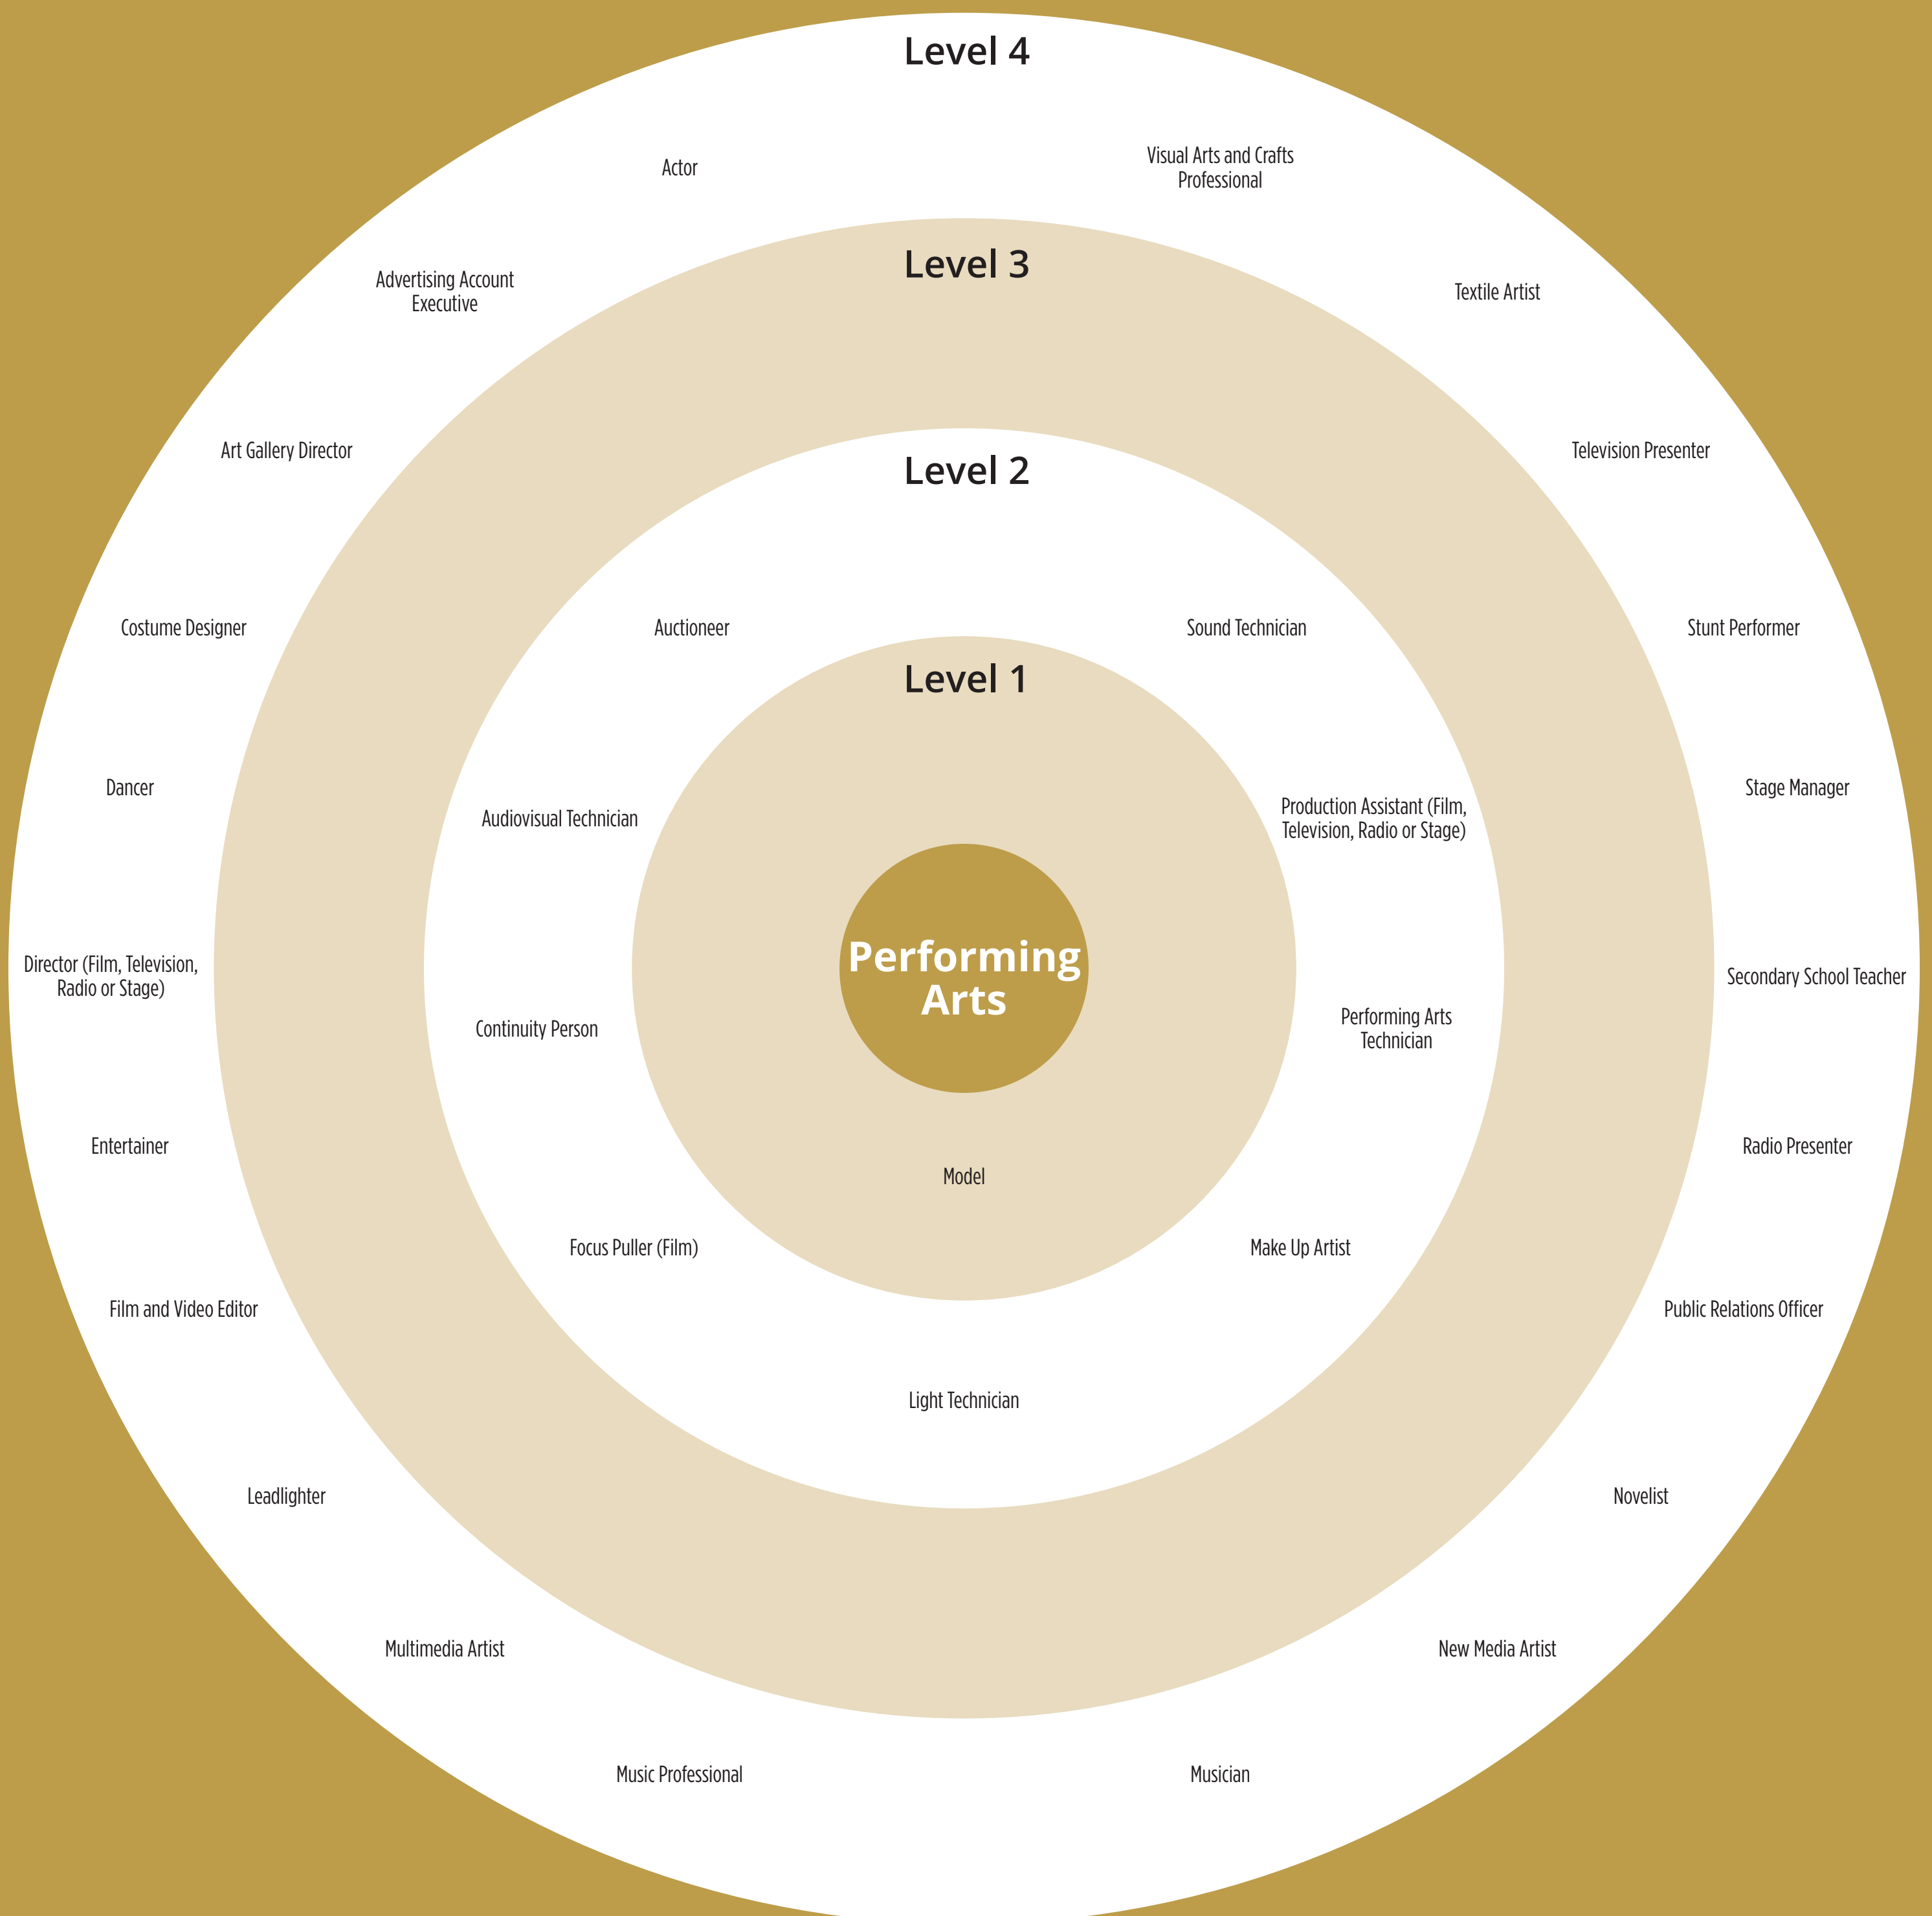 Level 4
Visual Arts and Crafts
Professional
Actor
Level 3
Advertising Account
Executive
Textile Artist
Art Gallery Director
Level 2
Television Presenter
Costume Designer
Auctioneer
Sound Technician
Stunt Performer
Level 1
Dancer
Stage Manager
Audiovisual Technician
Production Assistant (Film,
Television, Radio or Stage)
Performing
Arts
Director (Film, Television,
Radio or Stage)
Secondary School Teacher
Continuity Person
Performing Arts
Technician
Entertainer
Radio Presenter
Model
Focus Puller (Film)
Make Up Artist
Film and Video Editor
Public Relations Officer
Light Technician
Leadlighter
Novelist
Multimedia Artist
New Media Artist
Music Professional
Musician